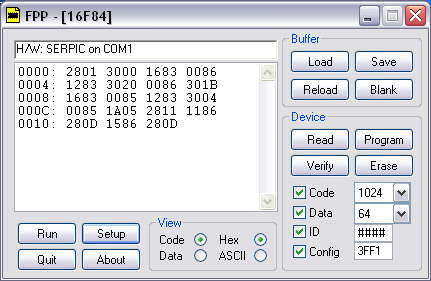 FPP - [16F84]
H/W: SERPIC on COM1
0000: 2801 3000 1683 0086
0004: 1283 3020 0086 301B
0008: 1683 0085 1283 3004
000C: 0085 1A05 2811 1186
0010: 280D 1586 280D
Buffer
Load Save
Reload Blank
Device
Read Program
Verify Erase
Code 1024
Data 64
ID ####
Config 3FF1
Run Setup
Quit About
View
Code Hex
Data ASCII